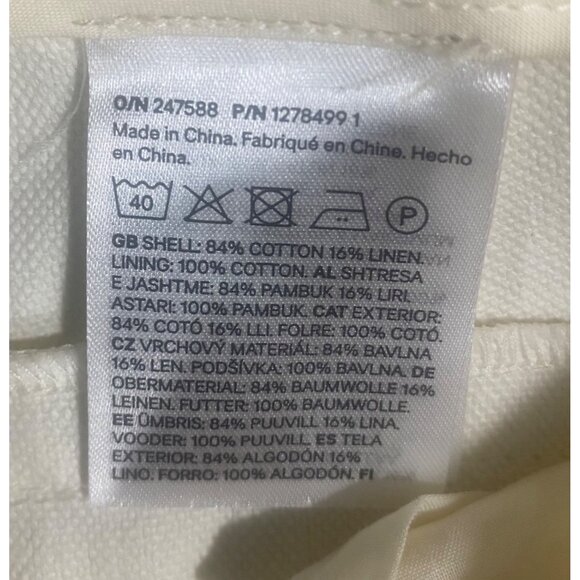 O/N 247588 P/N 1278499 1
Made in China. Fabriqué en Chine. Hecho
en China.
40 P
GB SHELL: 84% COTTON 16% LINEN.
LINING: 100% COTTON. AL SHTRESA
E JASHTME: 84% PAMBUK 16% LIRI.
ASTARI: 100% PAMBUK. CAT EXTERIOR:
84% COTÓ 16% LLI. FOLRE: 100% COTÓ.
CZ VRCHOVÝ MATERIÁL: 84% BAVLNA
16% LEN. PODŠÍVKA: 100% BAVLNA. DE
OBERMATERIAL: 84% BAUMWOLLE 16%
LEINEN. FUTTER: 100% BAUMWOLLE.
EE ÜMBRIS: 84% PUUVILL 16% LINA.
VOODER: 100% PUUVILL. ES TELA
EXTERIOR: 84% ALGODÓN 16%
LINO. FORRO: 100% ALGODÓN. FI